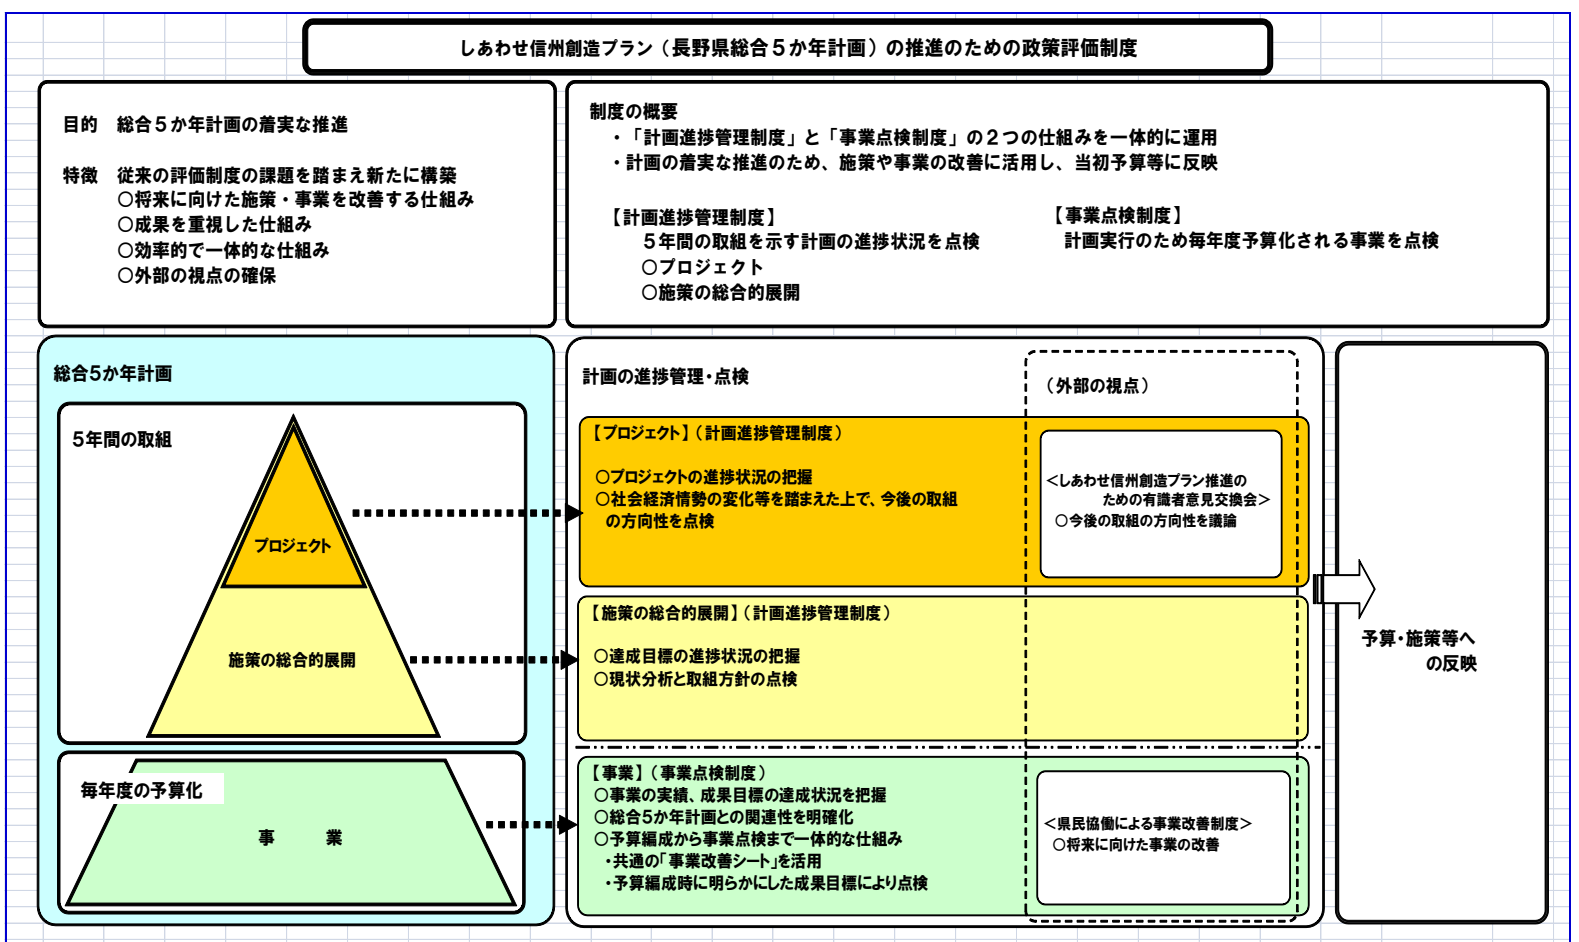 しあわせ信州創造プラン（長野県総合５か年計画）の推進のための政策評価制度
目的　総合５か年計画の着実な推進
特徴　従来の評価制度の課題を踏まえ新たに構築
○将来に向けた施策・事業を改善する仕組み
○成果を重視した仕組み
○効率的で一体的な仕組み
○外部の視点の確保
制度の概要
・「計画進捗管理制度」と「事業点検制度」の２つの仕組みを一体的に運用
・計画の着実な推進のため、施策や事業の改善に活用し、当初予算等に反映
【計画進捗管理制度】
５年間の取組を示す計画の進捗状況を点検
○プロジェクト
○施策の総合的展開
【事業点検制度】
計画実行のため毎年度予算化される事業を点検
総合５か年計画
５年間の取組
プロジェクト
施策の総合的展開
毎年度の予算化
事　　業
計画の進捗管理・点検
（外部の視点）
【プロジェクト】（計画進捗管理制度）
○プロジェクトの進捗状況の把握
○社会経済情勢の変化等を踏まえた上で、今後の取組
の方向性を点検
＜しあわせ信州創造プラン推進の
ための有識者意見交換会＞
○今後の取組の方向性を議論
【施策の総合的展開】（計画進捗管理制度）
○達成目標の進捗状況の把握
○現状分析と取組方針の点検
【事業】（事業点検制度）
○事業の実績、成果目標の達成状況を把握
○総合５か年計画との関連性を明確化
○予算編成から事業点検まで一体的な仕組み
・共通の「事業改善シート」を活用
・予算編成時に明らかにした成果目標により点検
＜県民協働による事業改善制度＞
○将来に向けた事業の改善
予算・施策等へ
の反映